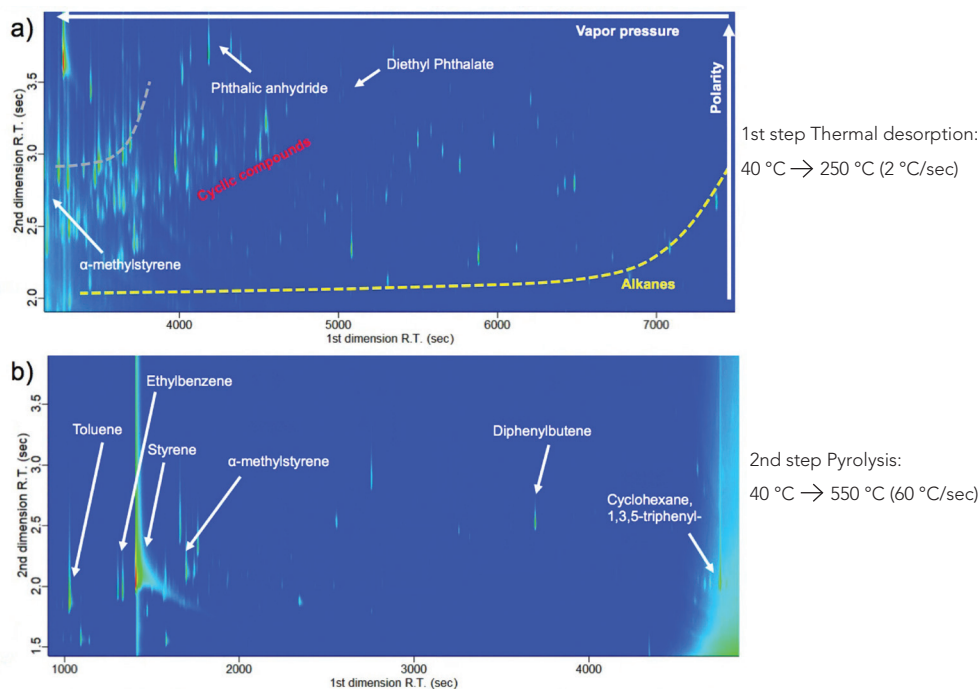 a)
Vapor pressure
Polarity
Phthalic anhydride
Diethyl Phthalate
Cyclic compounds
α-methylstyrene
Alkanes
2nd dimension R.T. (sec)
3.5
3.0
2.5
2.0
4000
5000
6000
7000
1st dimension R.T. (sec)
1st step Thermal desorption:
40 °C → 250 °C (2 °C/sec)
b)
Toluene
Ethylbenzene
Styrene
α-methylstyrene
Diphenylbutene
Cyclohexane,
1,3,5-triphenyl-
2nd dimension R.T. (sec)
3.5
3.0
2.5
2.0
1.5
1000
2000
3000
4000
1st dimension R.T. (sec)
2nd step Pyrolysis:
40 °C → 550 °C (60 °C/sec)